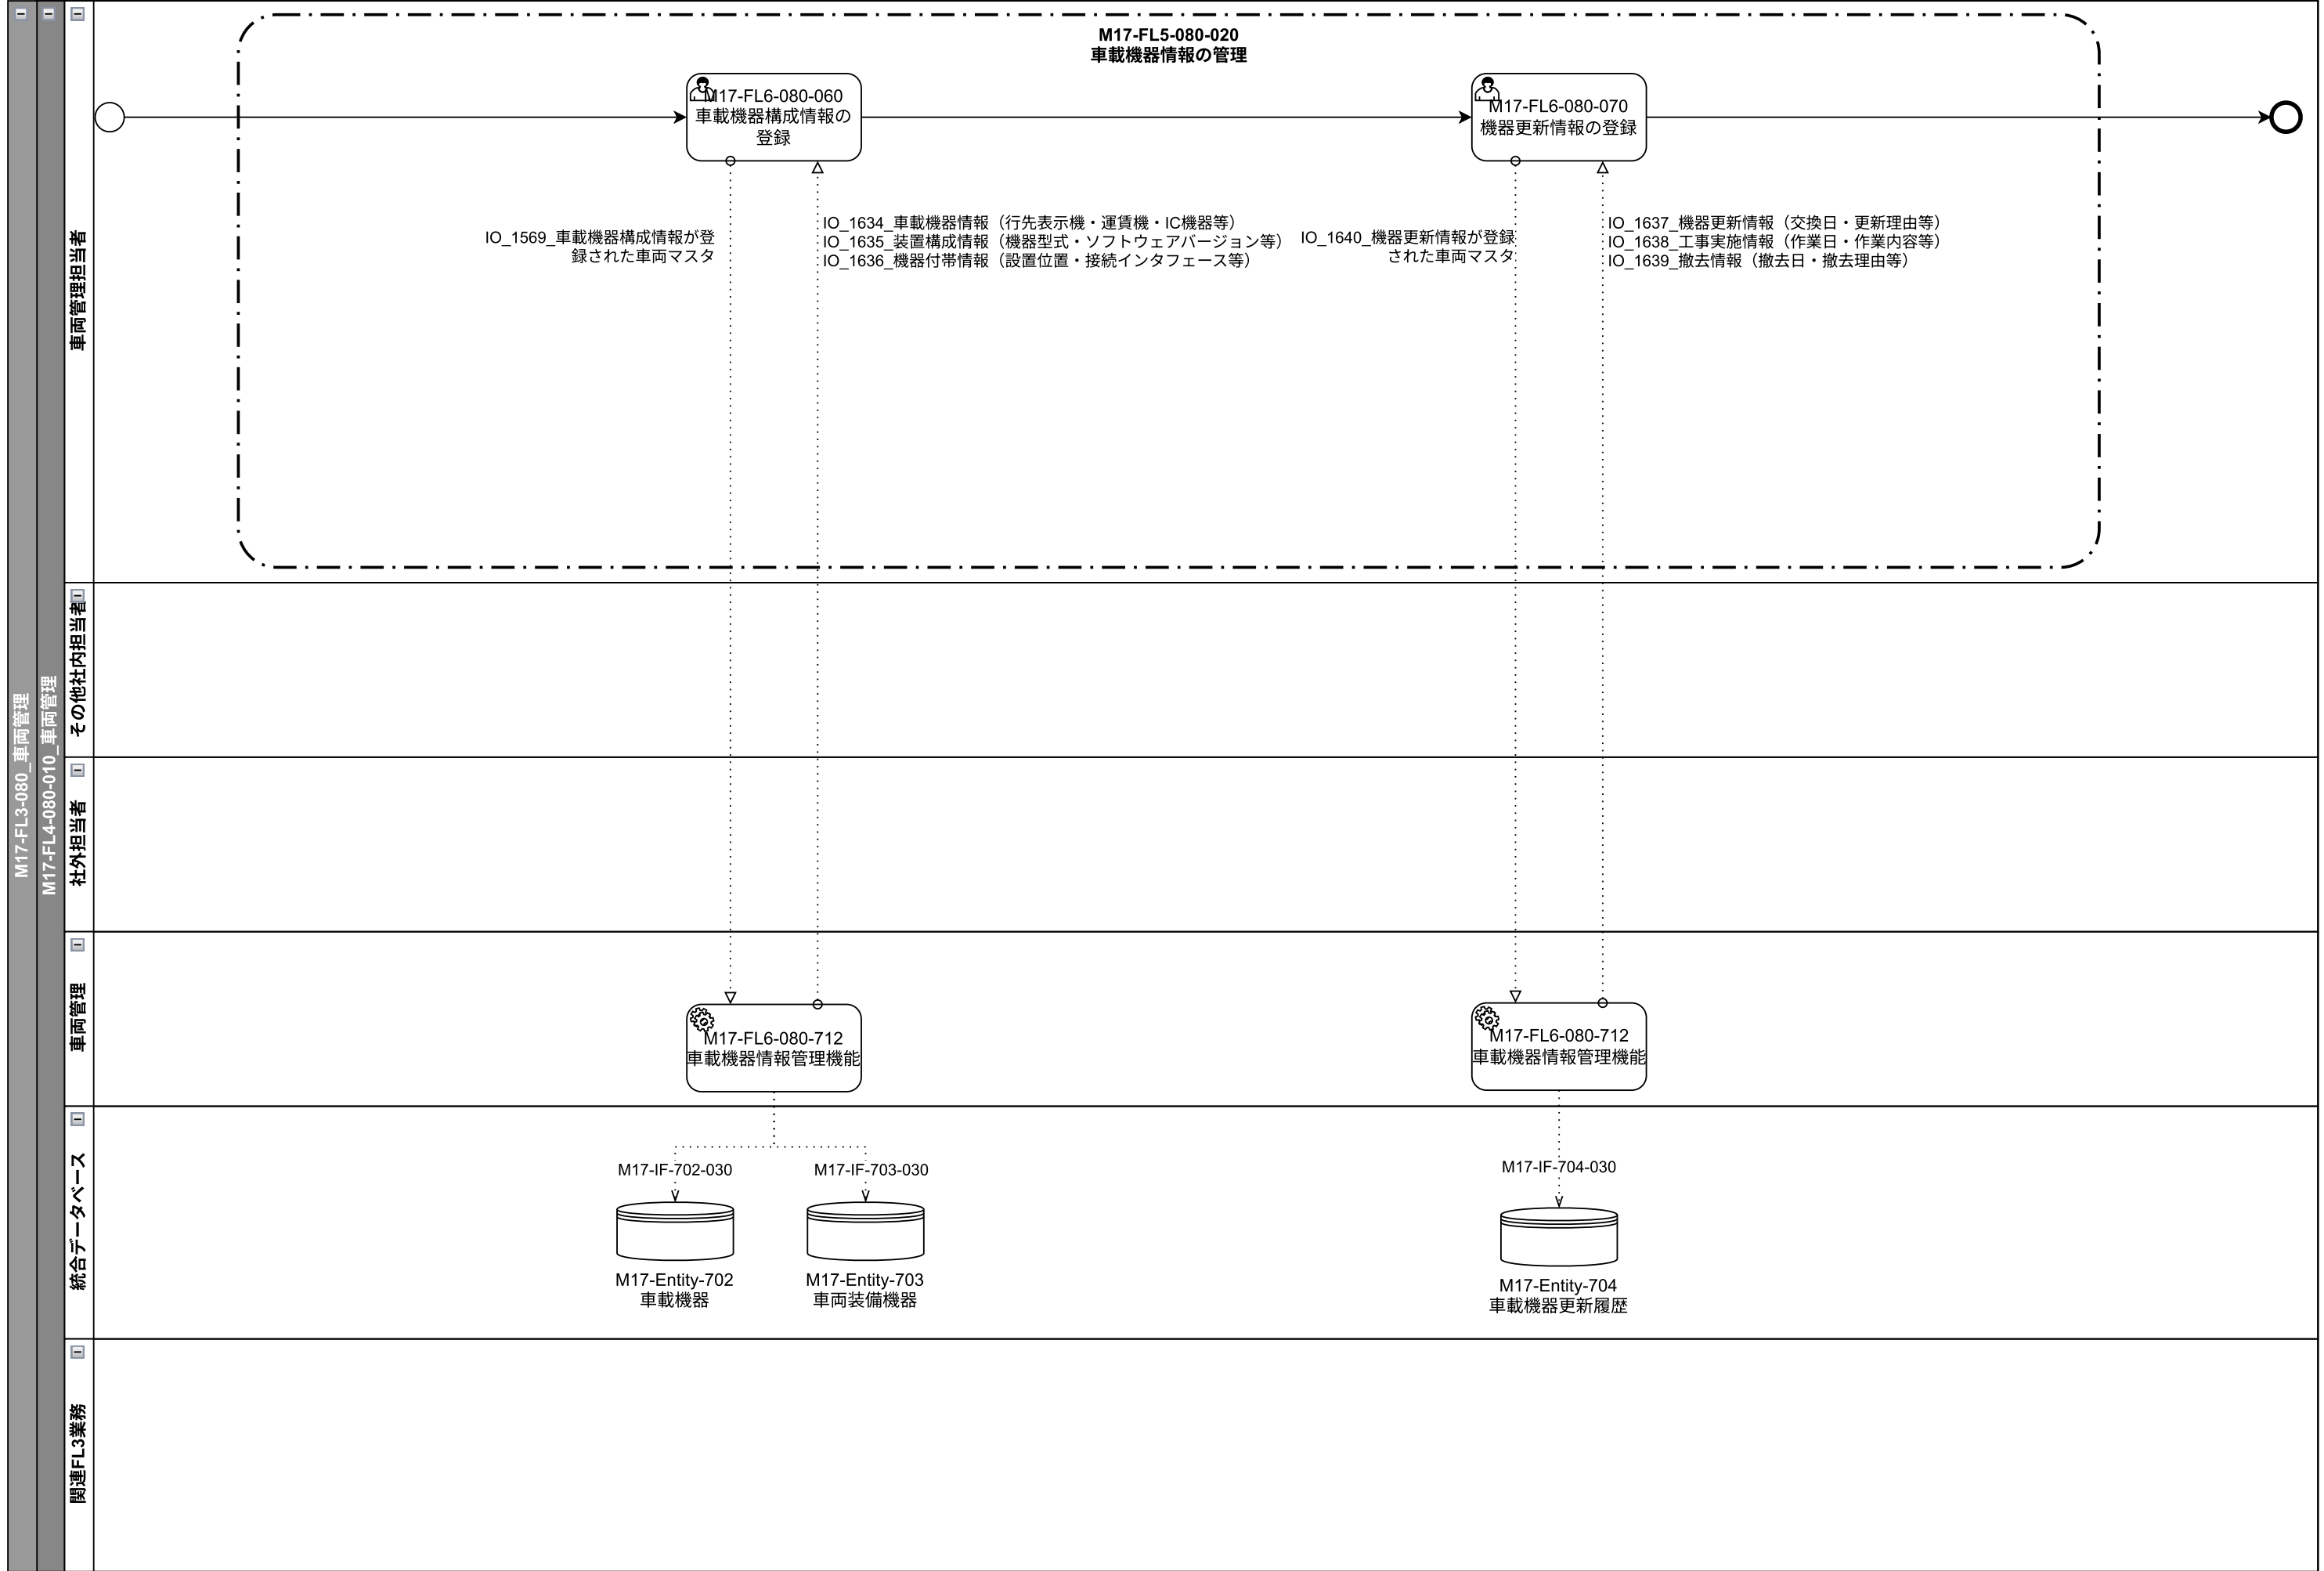 M17-FL3-080_車両管理
M17-FL4-080-010_車両管理
車両管理担当者
M17-FL5-080-020
車載機器情報の管理
M17-FL6-080-060
車載機器構成情報の
登録
M17-FL6-080-070
機器更新情報の登録
IO_1569_車載機器構成情報が登
録された車両マスタ
IO_1634_車載機器情報（行先表示機・運賃機・IC機器等）
IO_1635_装置構成情報（機器型式・ソフトウェアバージョン等）
IO_1636_機器付帯情報（設置位置・接続インタフェース等）
IO_1640_機器更新情報が登録
された車両マスタ
IO_1637_機器更新情報（交換日・更新理由等）
IO_1638_工事実施情報（作業日・作業内容等）
IO_1639_撤去情報（撤去日・撤去理由等）
その他社内担当者
社外担当者
車両管理
M17-FL6-080-712
車載機器情報管理機能
M17-FL6-080-712
車載機器情報管理機能
統合データベース
M17-IF-702-030
M17-IF-703-030
M17-IF-704-030
M17-Entity-702
車載機器
M17-Entity-703
車両装備機器
M17-Entity-704
車載機器更新履歴
関連FL3業務